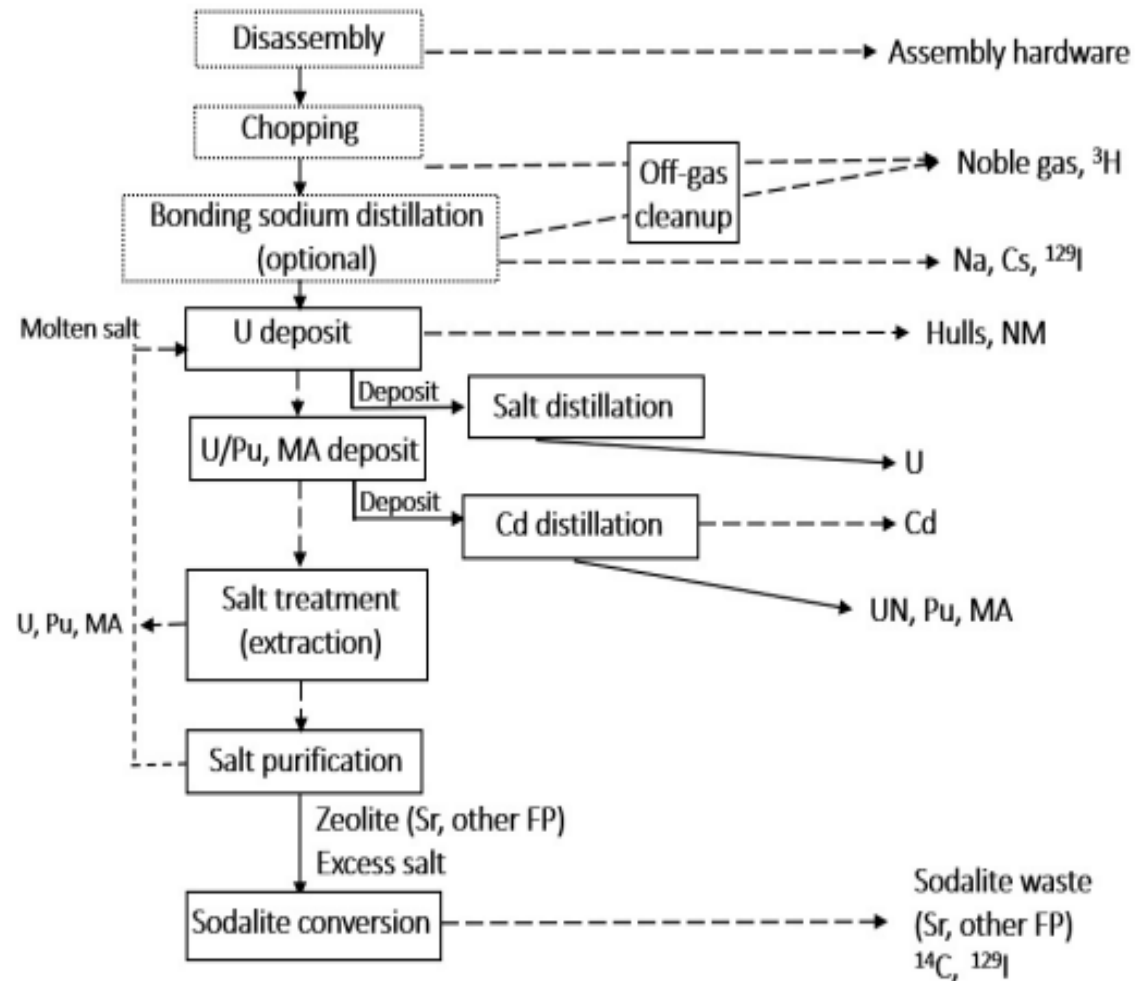 Disassembly
Assembly hardware
Chopping
Off-gas
cleanup
Noble gas, ³H
Bonding sodium distillation
(optional)
Na, Cs, ¹²⁹I
Molten salt
U deposit
Hulls, NM
Deposit
Salt distillation
U
U/Pu, MA deposit
Deposit
Cd distillation
Cd
UN, Pu, MA
Salt treatment
(extraction)
U, Pu, MA
Salt purification
Zeolite (Sr, other FP)
Excess salt
Sodalite conversion
Sodalite waste
(Sr, other FP)
¹⁴C, ¹²⁹I